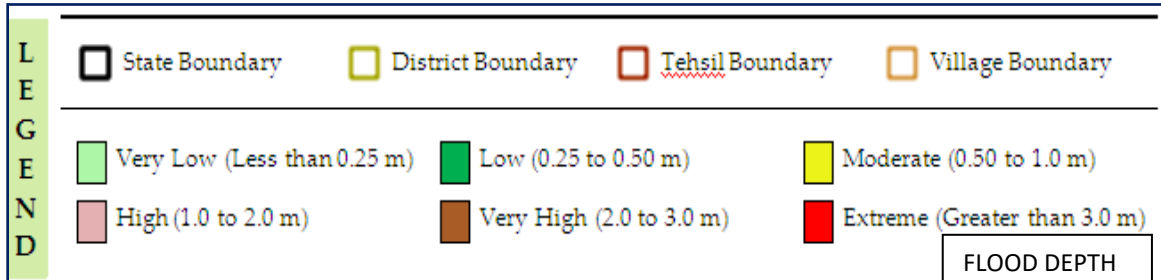 LEGEND
State Boundary District Boundary Tehsil Boundary Village Boundary
Very Low (Less than 0.25 m) Low (0.25 to 0.50 m) Moderate (0.50 to 1.0 m)
High (1.0 to 2.0 m) Very High (2.0 to 3.0 m) Extreme (Greater than 3.0 m)
FLOOD DEPTH